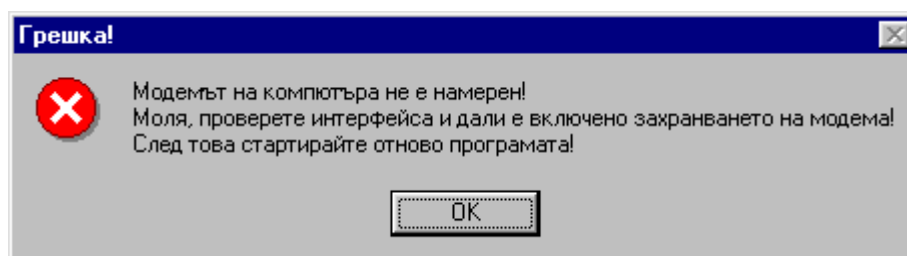 Грешка!
Модемът на компютъра не е намерен!
Моля, проверете интерфейса и дали е включено захранването на модема!
След това стартирайте отново програмата!
OK